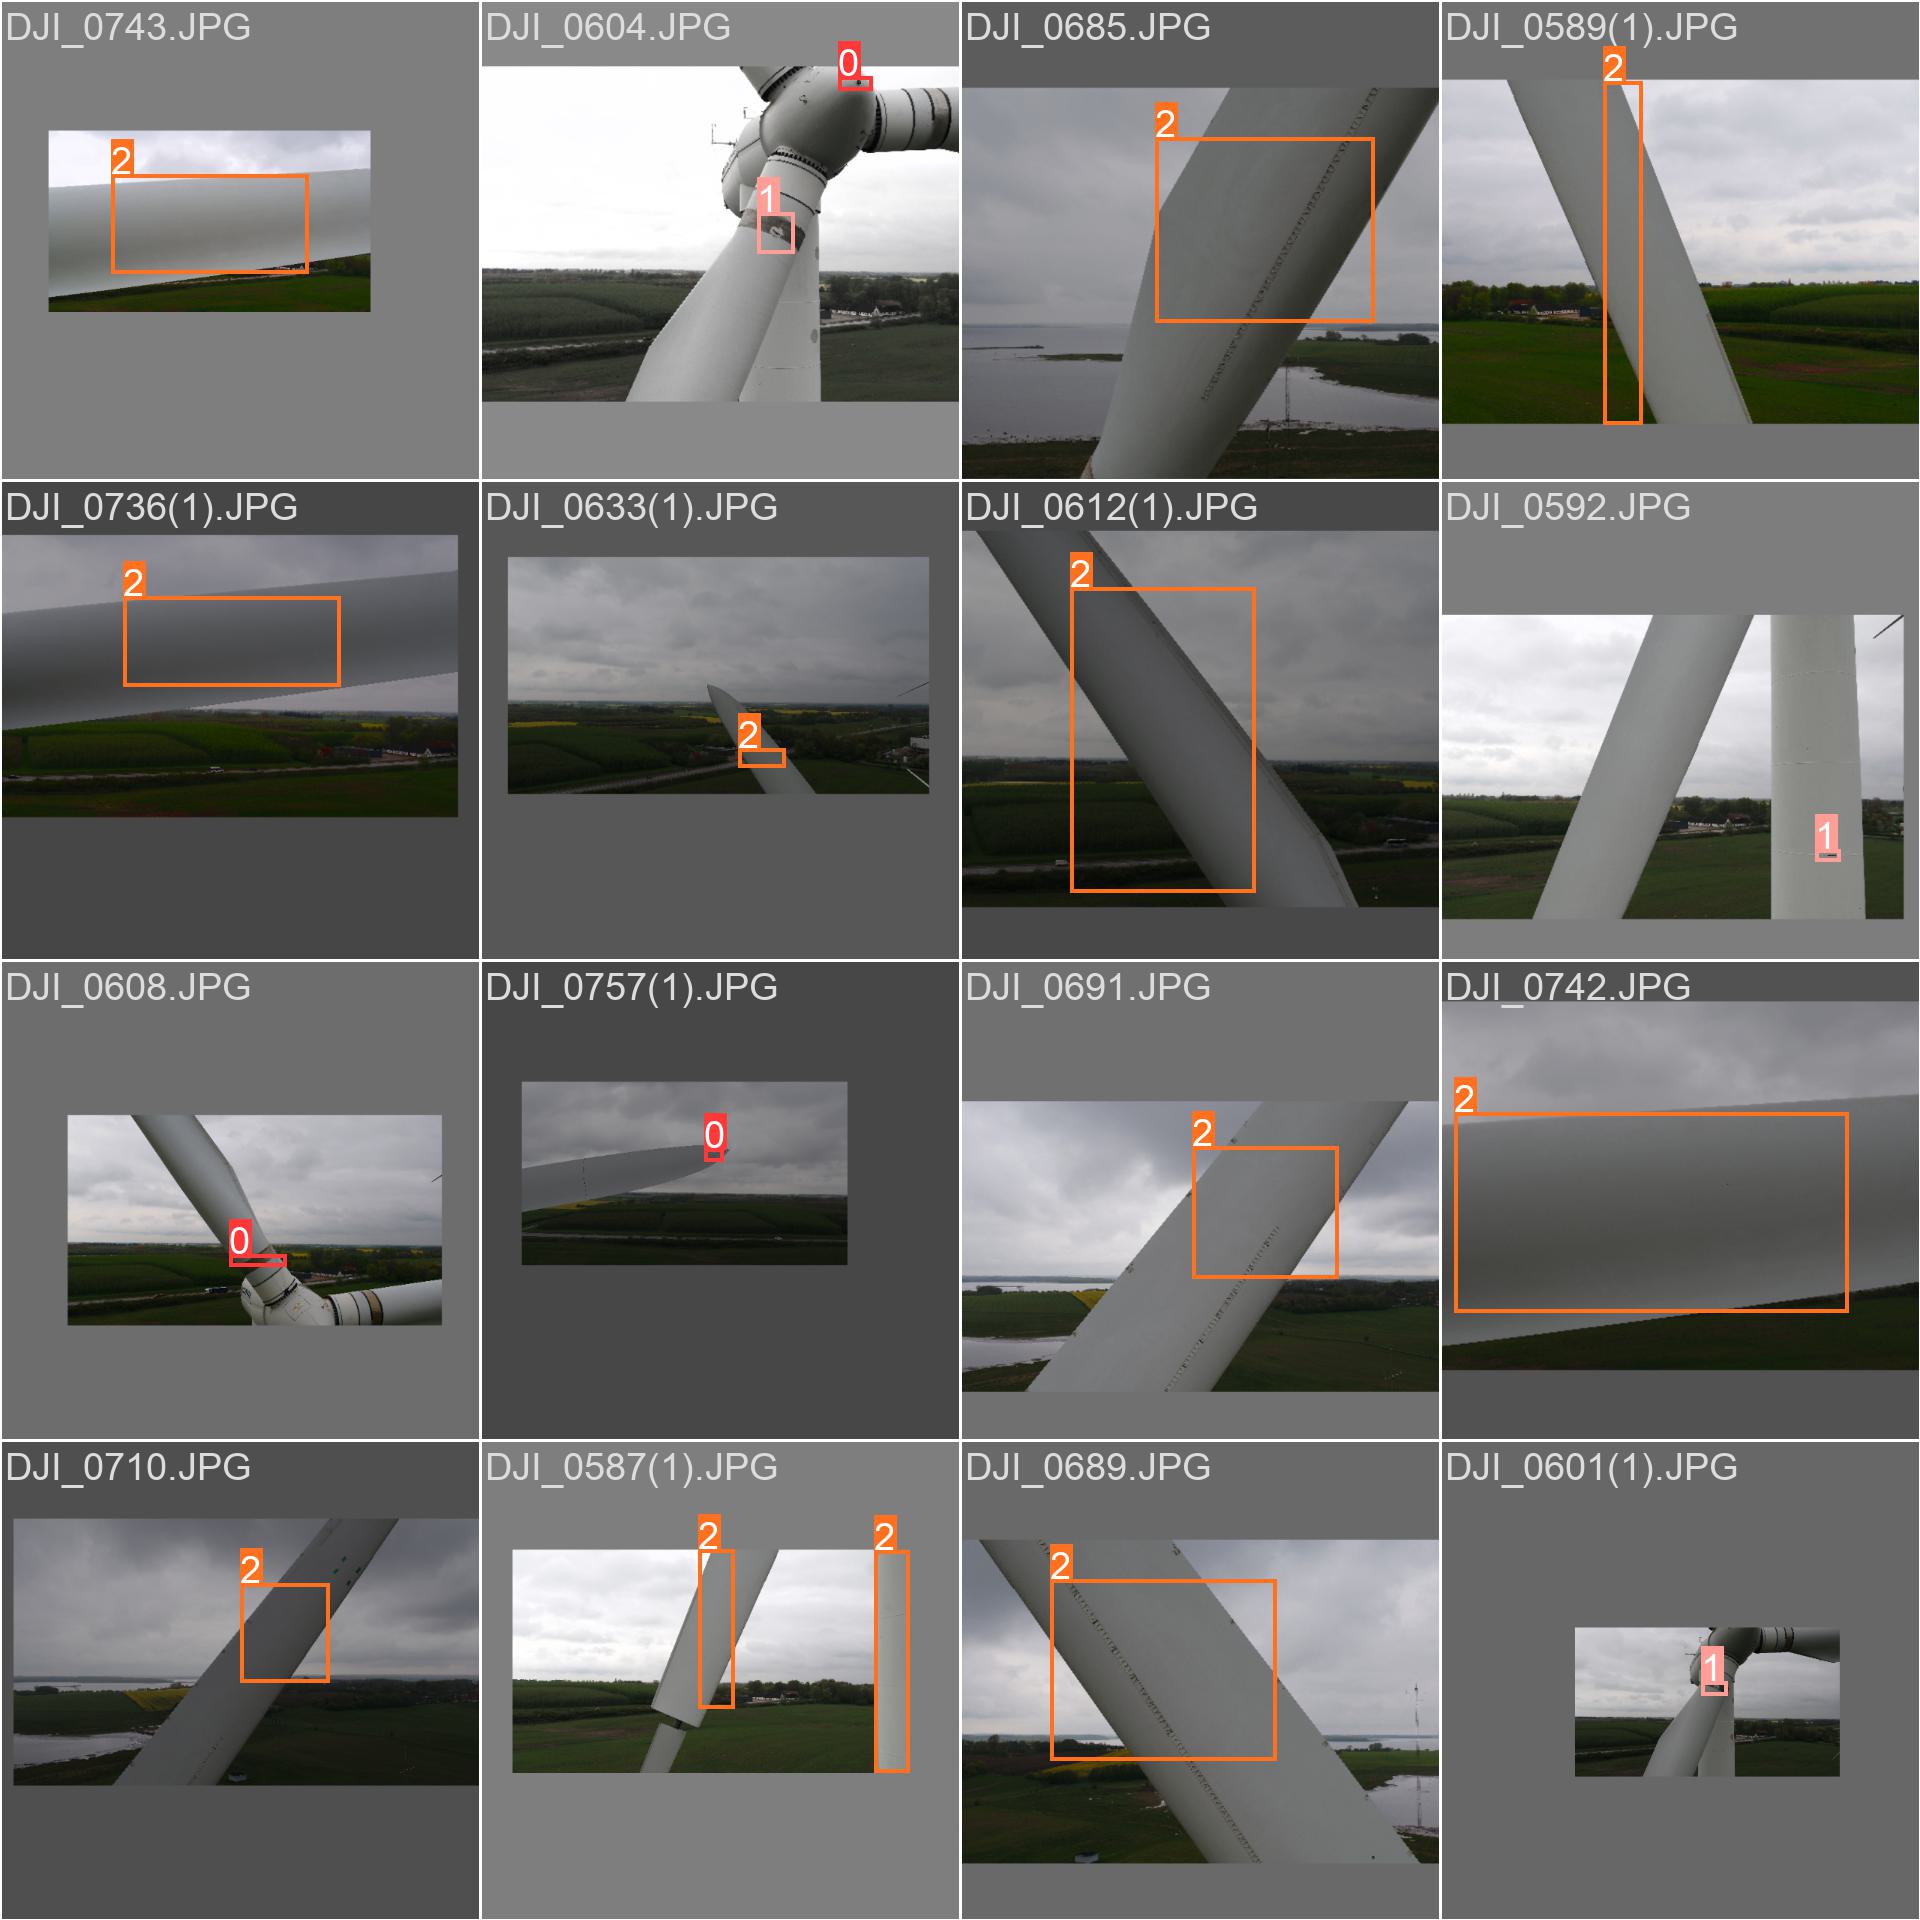 DJI_0743.JPG
DJI_0604.JPG
DJI_0685.JPG
DJI_0589(1).JPG
2
0
1
2
2
DJI_0736(1).JPG
DJI_0633(1).JPG
DJI_0612(1).JPG
DJI_0592.JPG
2
2
2
1
DJI_0608.JPG
DJI_0757(1).JPG
DJI_0691.JPG
DJI_0742.JPG
0
0
2
2
DJI_0710.JPG
DJI_0587(1).JPG
DJI_0689.JPG
DJI_0601(1).JPG
2
2
2
2
1